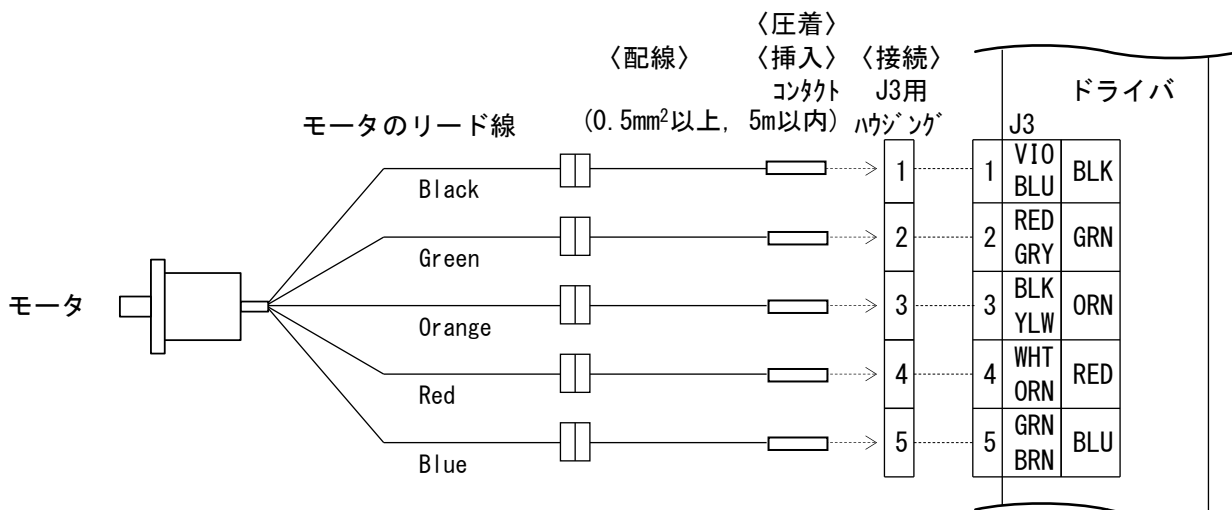 〈圧着〉
〈配線〉
〈挿入〉
〈接続〉
コンタクト
J3用
ドライバ
モータのリード線
(0.5mm²以上, 5m以内)
ハウジング
J3
Black
1
1
VIO
BLU
BLK
Green
2
2
RED
GRY
GRN
モータ
Orange
3
3
BLK
YLW
ORN
Red
4
4
WHT
ORN
RED
Blue
5
5
GRN
BRN
BLU